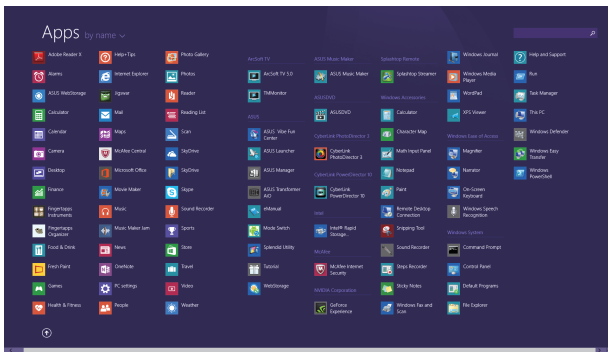 Apps by name
Adobe Reader X
Alarms
ASUS WebStorage
Calculator
Calendar
Camera
Desktop
Finance
Fingertapps
Instruments
Fingertapps
Organizer
Food & Drink
Fresh Paint
Games
Health & Fitness
Help+Tips
Internet Explorer
Jigsaw
Mail
Maps
McAfee Central
Microsoft Office
Movie Maker
Music
Music Maker Jam
News
OneNote
PC settings
People
Photo Gallery
Photos
Reader
Reading List
Scan
SkyDrive
SkyDrive
Skype
Sound Recorder
Sports
Store
Travel
Video
Weather
ArcSoft TV
ArcSoft TV 5.0
TMMonitor
ASUS
ASUS Vibe Fun
Center
ASUS Launcher
ASUS Manager
ASUS Transformer
AiO
eManual
Mode Switch
Splendid Utility
Tutorial
WebStorage
ASUS Music Maker
ASUS Music Maker
ASUSDVD
ASUSDVD
CyberLink PhotoDirector 3
CyberLink
PhotoDirector 3
CyberLink PowerDirector 10
CyberLink
PowerDirector 10
Intel
Intel® Rapid
Storage...
McAfee
McAfee Internet
Security
NVIDIA Corporation
GeForce
Experience
Splashtop Remote
Splashtop Streamer
Windows Accessories
Calculator
Character Map
Math Input Panel
Notepad
Paint
Remote Desktop
Connection
Snipping Tool
Sound Recorder
Steps Recorder
Sticky Notes
Windows Fax and
Scan
Windows Journal
Windows Media
Player
WordPad
XPS Viewer
Windows Ease of Access
Magnifier
Narrator
On-Screen
Keyboard
Windows Speech
Recognition
Windows System
Command Prompt
Control Panel
Default Programs
File Explorer
Help and Support
Run
Task Manager
This PC
Windows Defender
Windows Easy
Transfer
Windows
PowerShell